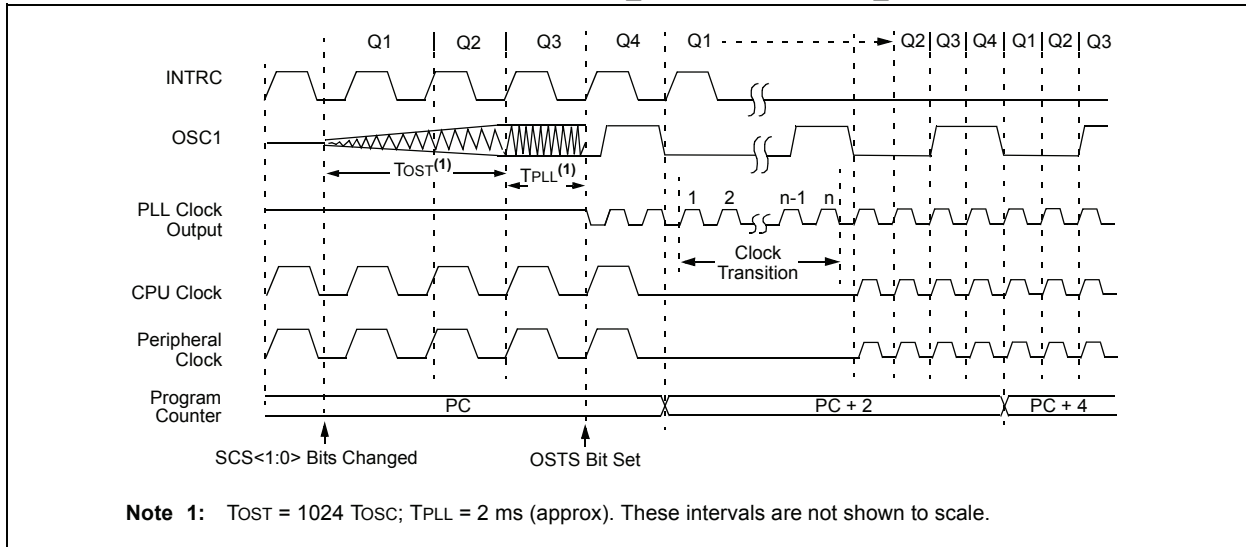 Q1 Q2 Q3 Q4 Q1 Q2 Q3 Q4 Q1 Q2 Q3
INTRC
OSC1
TOST(1) TPLL(1)
1 2 n-1 n
PLL Clock
Output
Clock
Transition
CPU Clock
Peripheral
Clock
Program
Counter
PC PC + 2 PC + 4
SCS<1:0> Bits Changed OSTS Bit Set
Note 1: TOST = 1024 TOSC; TPLL = 2 ms (approx). These intervals are not shown to scale.